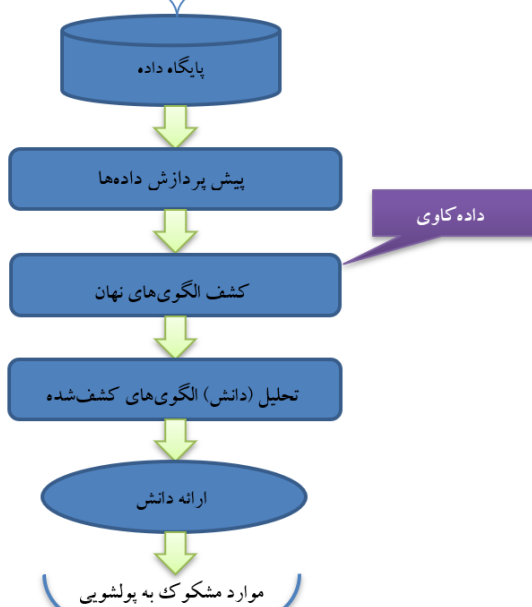 پایگاه داده
پیش پردازش داده‌ها
داده‌کاوی
کشف الگوی‌های نهان
تحلیل (دانش) الگوی‌های کشف‌شده
ارائه دانش
موارد مشکوک به پولشویی